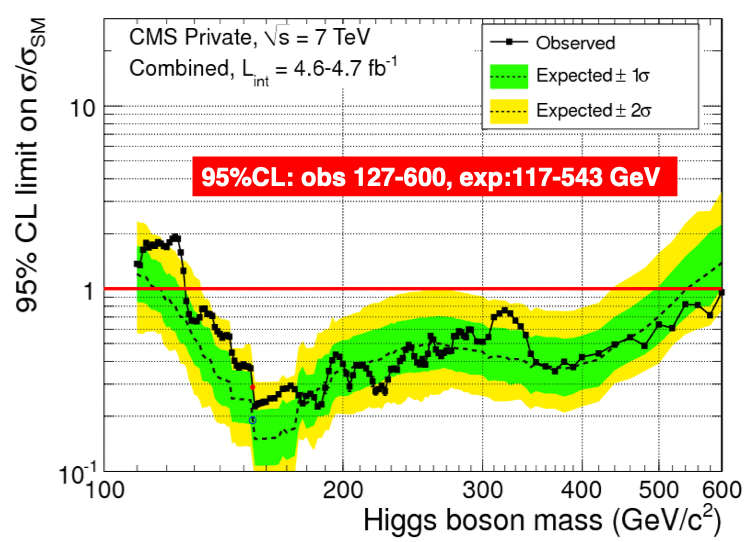 CMS Private, √s = 7 TeV
Combined, L_int = 4.6-4.7 fb⁻¹
Observed
Expected ± 1σ
Expected ± 2σ
95%CL: obs 127-600, exp:117-543 GeV
95% CL limit on σ/σ_SM
10
1
10⁻¹
100
200
300
400
500
600
Higgs boson mass (GeV/c²)